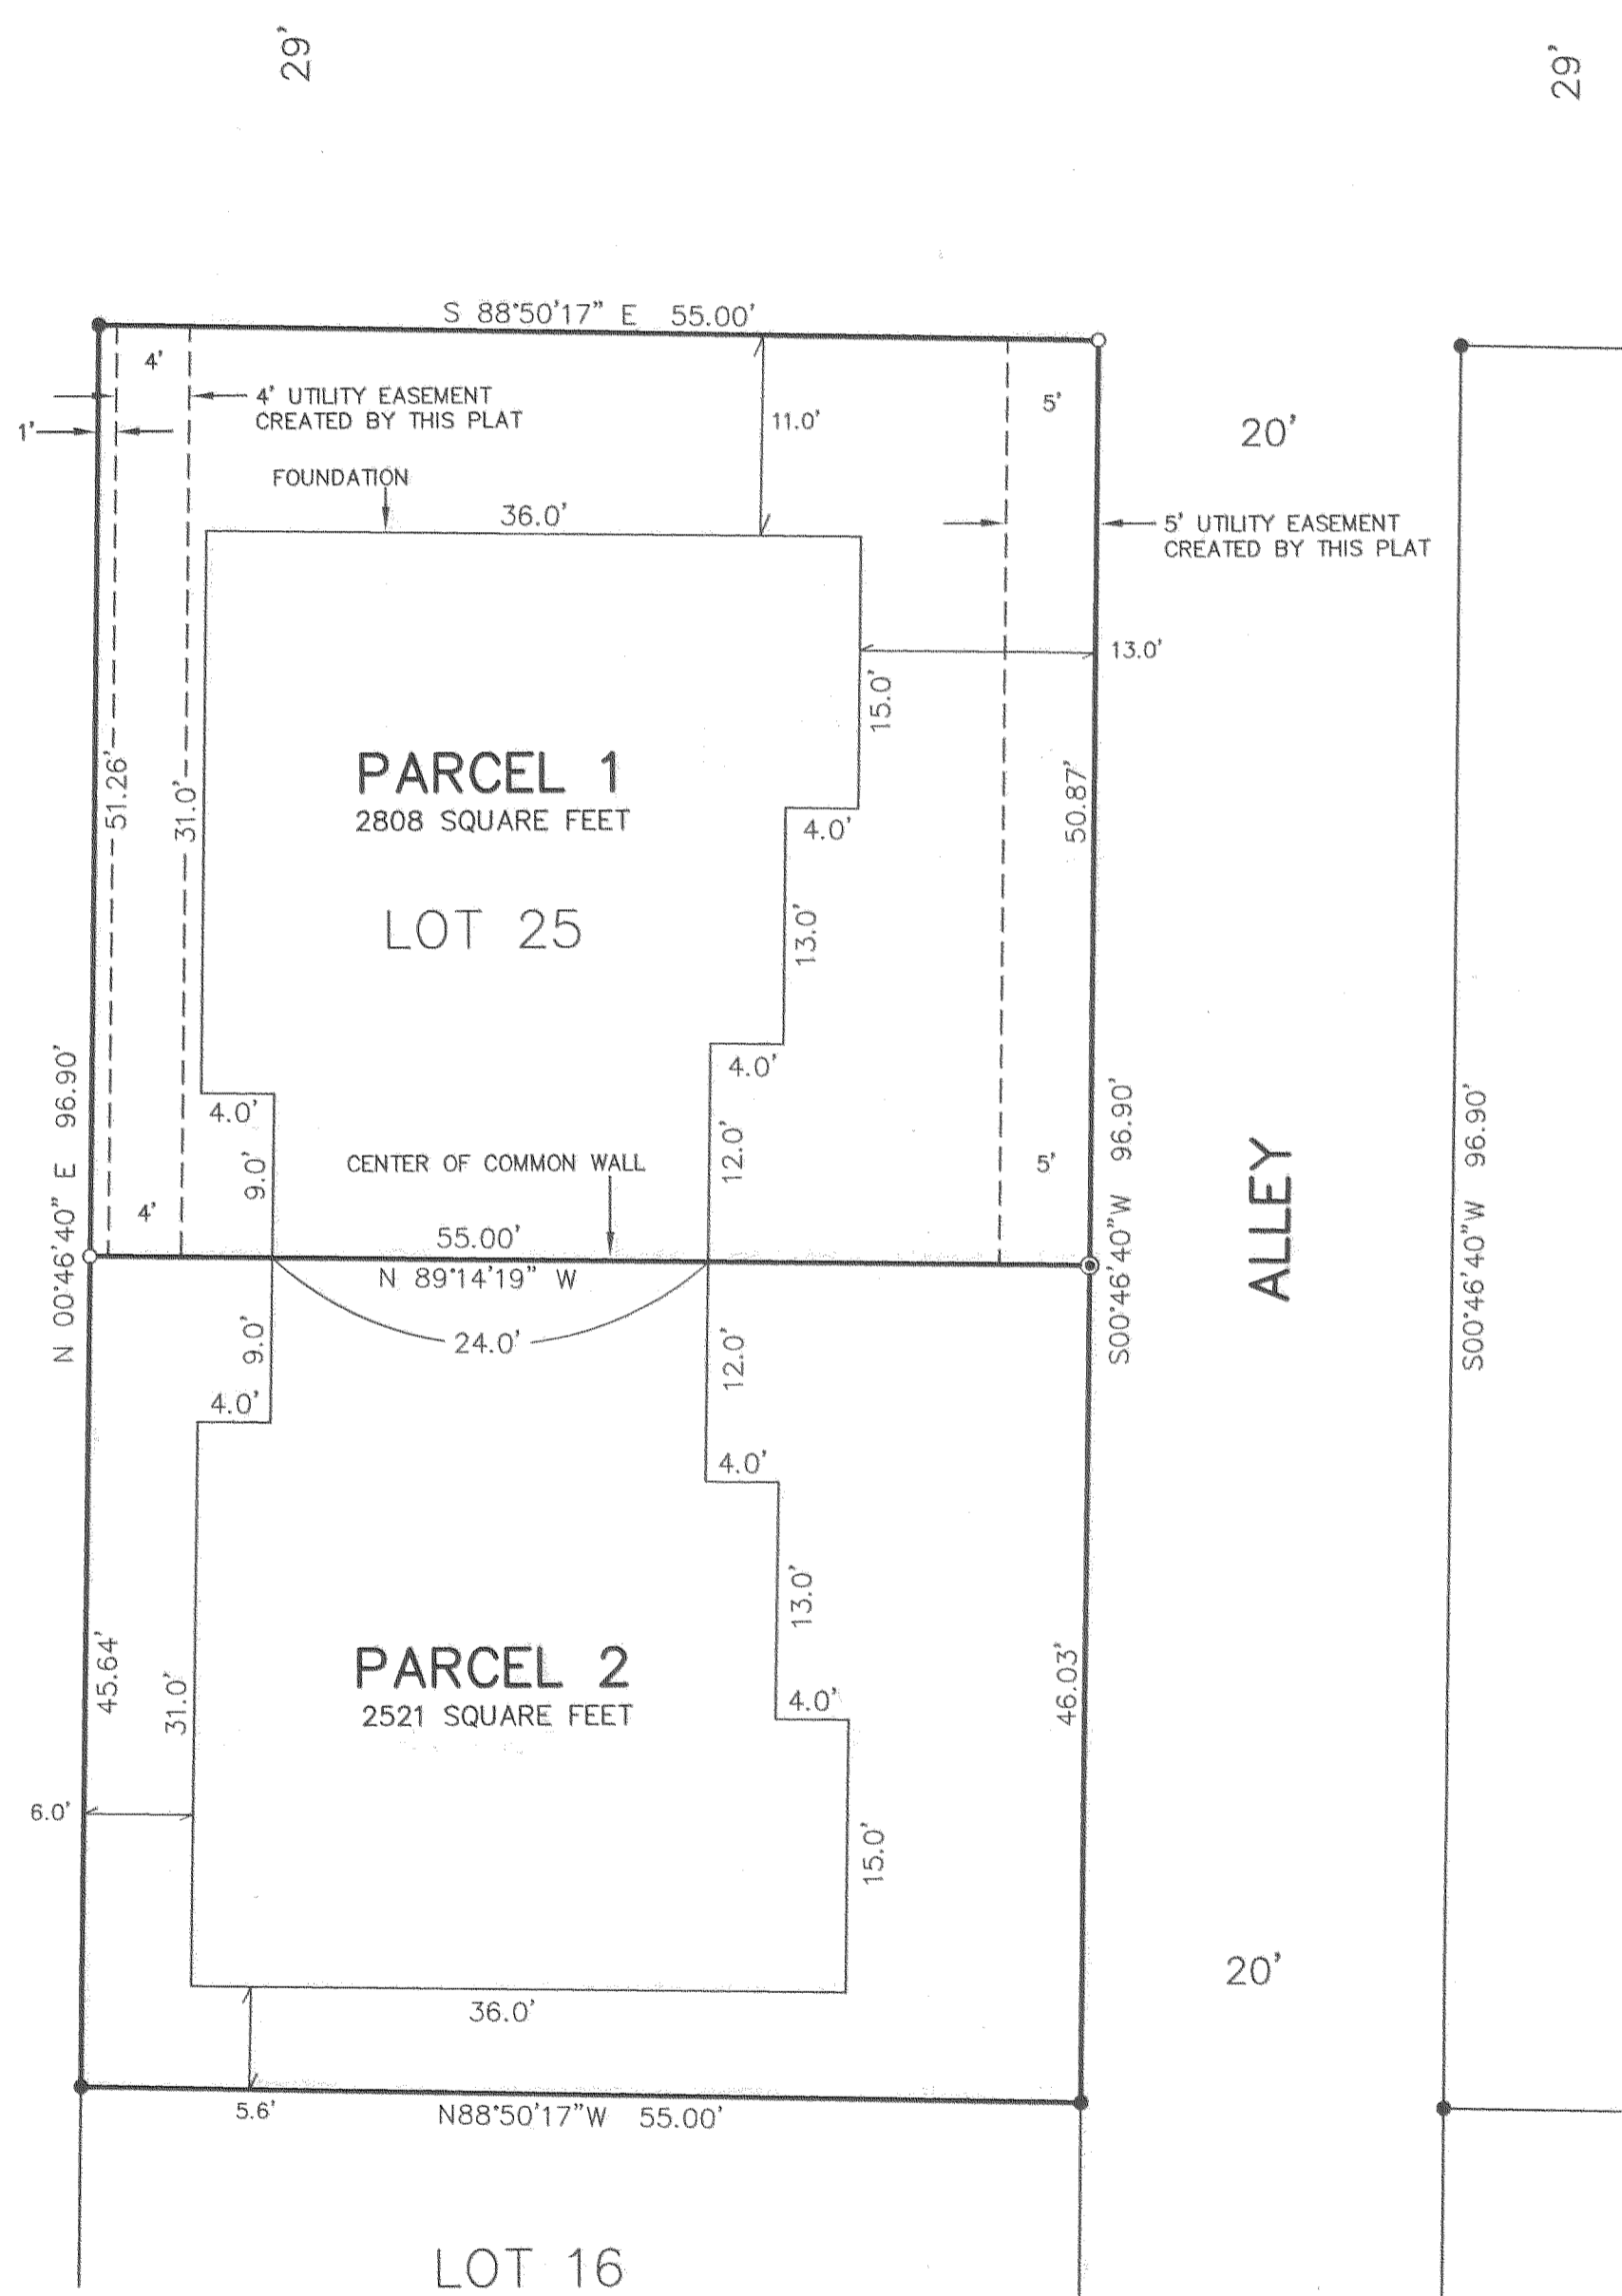 29'
29'
S 88°50'17" E 55.00'
4'
4' UTILITY EASEMENT
CREATED BY THIS PLAT
1'
11.0'
5'
20'
FOUNDATION
36.0'
5' UTILITY EASEMENT
CREATED BY THIS PLAT
13.0'
15.0'
51.26'
31.0'
PARCEL 1
2808 SQUARE FEET
50.87'
4.0'
LOT 25
13.0'
4.0'
4.0'
9.0'
CENTER OF COMMON WALL
12.0'
5'
4'
N 00°46'40" E 96.90'
S00°46'40"W 96.90'
ALLEY
S00°46'40"W 96.90'
55.00'
N 89°14'19" W
24.0'
9.0'
12.0'
4.0'
4.0'
13.0'
45.64'
31.0'
PARCEL 2
2521 SQUARE FEET
4.0'
46.03'
6.0'
15.0'
20'
36.0'
5.6'
N88°50'17"W 55.00'
LOT 16